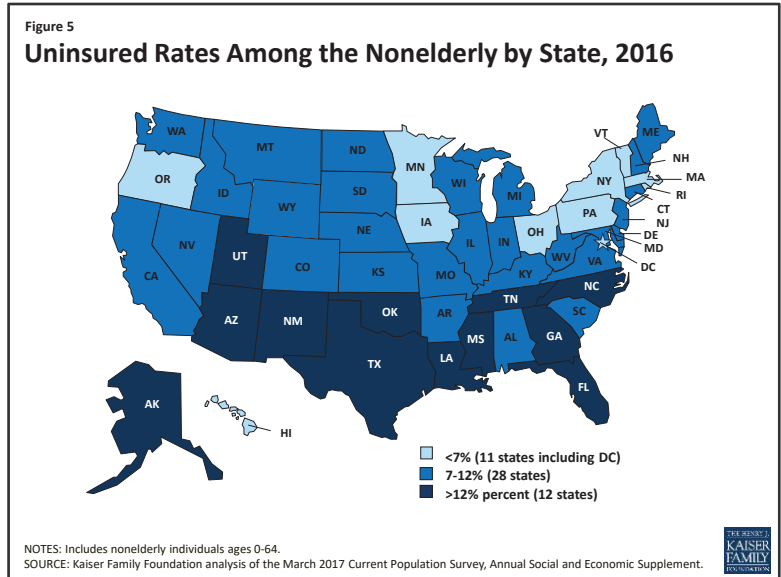 Figure 5
Uninsured Rates Among the Nonelderly by State, 2016
WA
MT
ND
MN
VT
ME
NH
OR
ID
SD
WI
MI
NY
MA
RI
WY
IA
PA
CT
NJ
NE
OH
DE
NV
UT
IL
IN
MD
CA
CO
KS
MO
WV
VA
DC
KY
AZ
NM
OK
AR
TN
NC
SC
TX
LA
MS
AL
GA
FL
AK
HI
<7% (11 states including DC)
7-12% (28 states)
>12% percent (12 states)
NOTES: Includes nonelderly individuals ages 0-64.
SOURCE: Kaiser Family Foundation analysis of the March 2017 Current Population Survey, Annual Social and Economic Supplement.
THE HENRY J.
KAISER
FAMILY
FOUNDATION